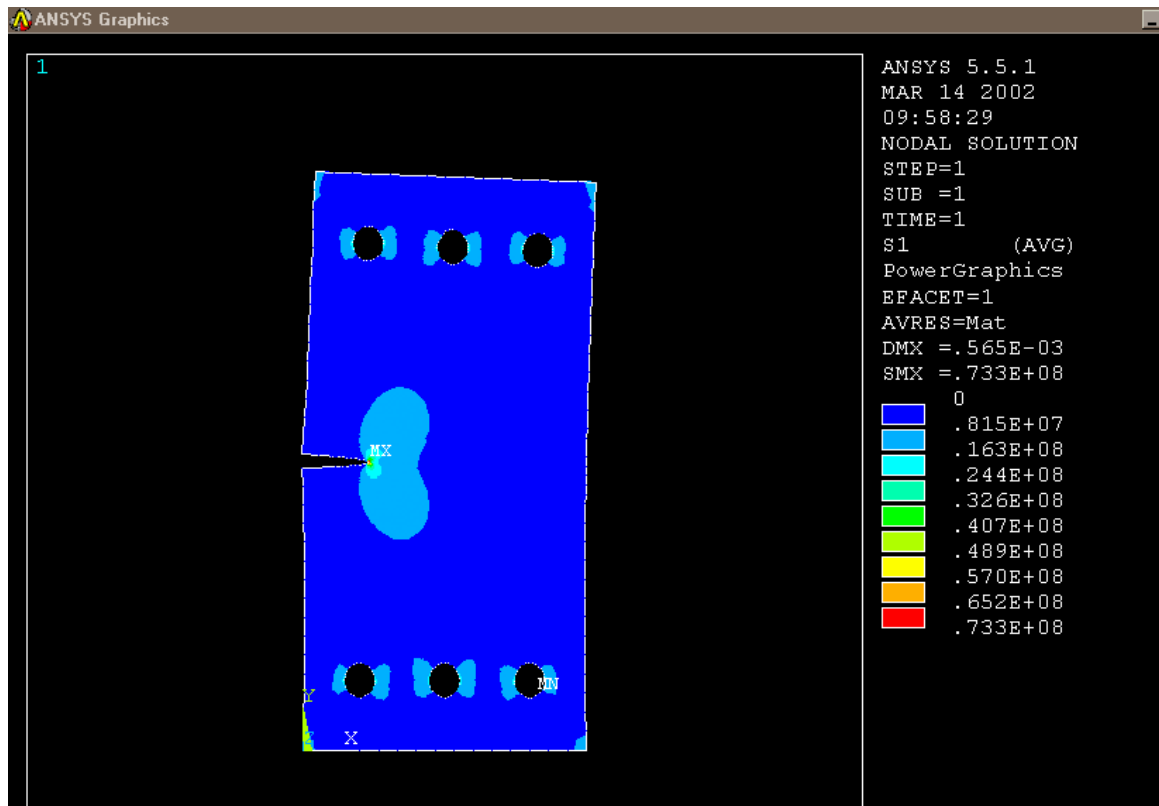 ANSYS Graphics
1
ANSYS 5.5.1
MAR 14 2002
09:58:29
NODAL SOLUTION
STEP=1
SUB =1
TIME=1
S1 (AVG)
PowerGraphics
EFACET=1
AVRES=Mat
DMX =.565E-03
SMX =.733E+08
0
.815E+07
.163E+08
.244E+08
.326E+08
.407E+08
.489E+08
.570E+08
.652E+08
.733E+08
MX
MN
Y
Z X